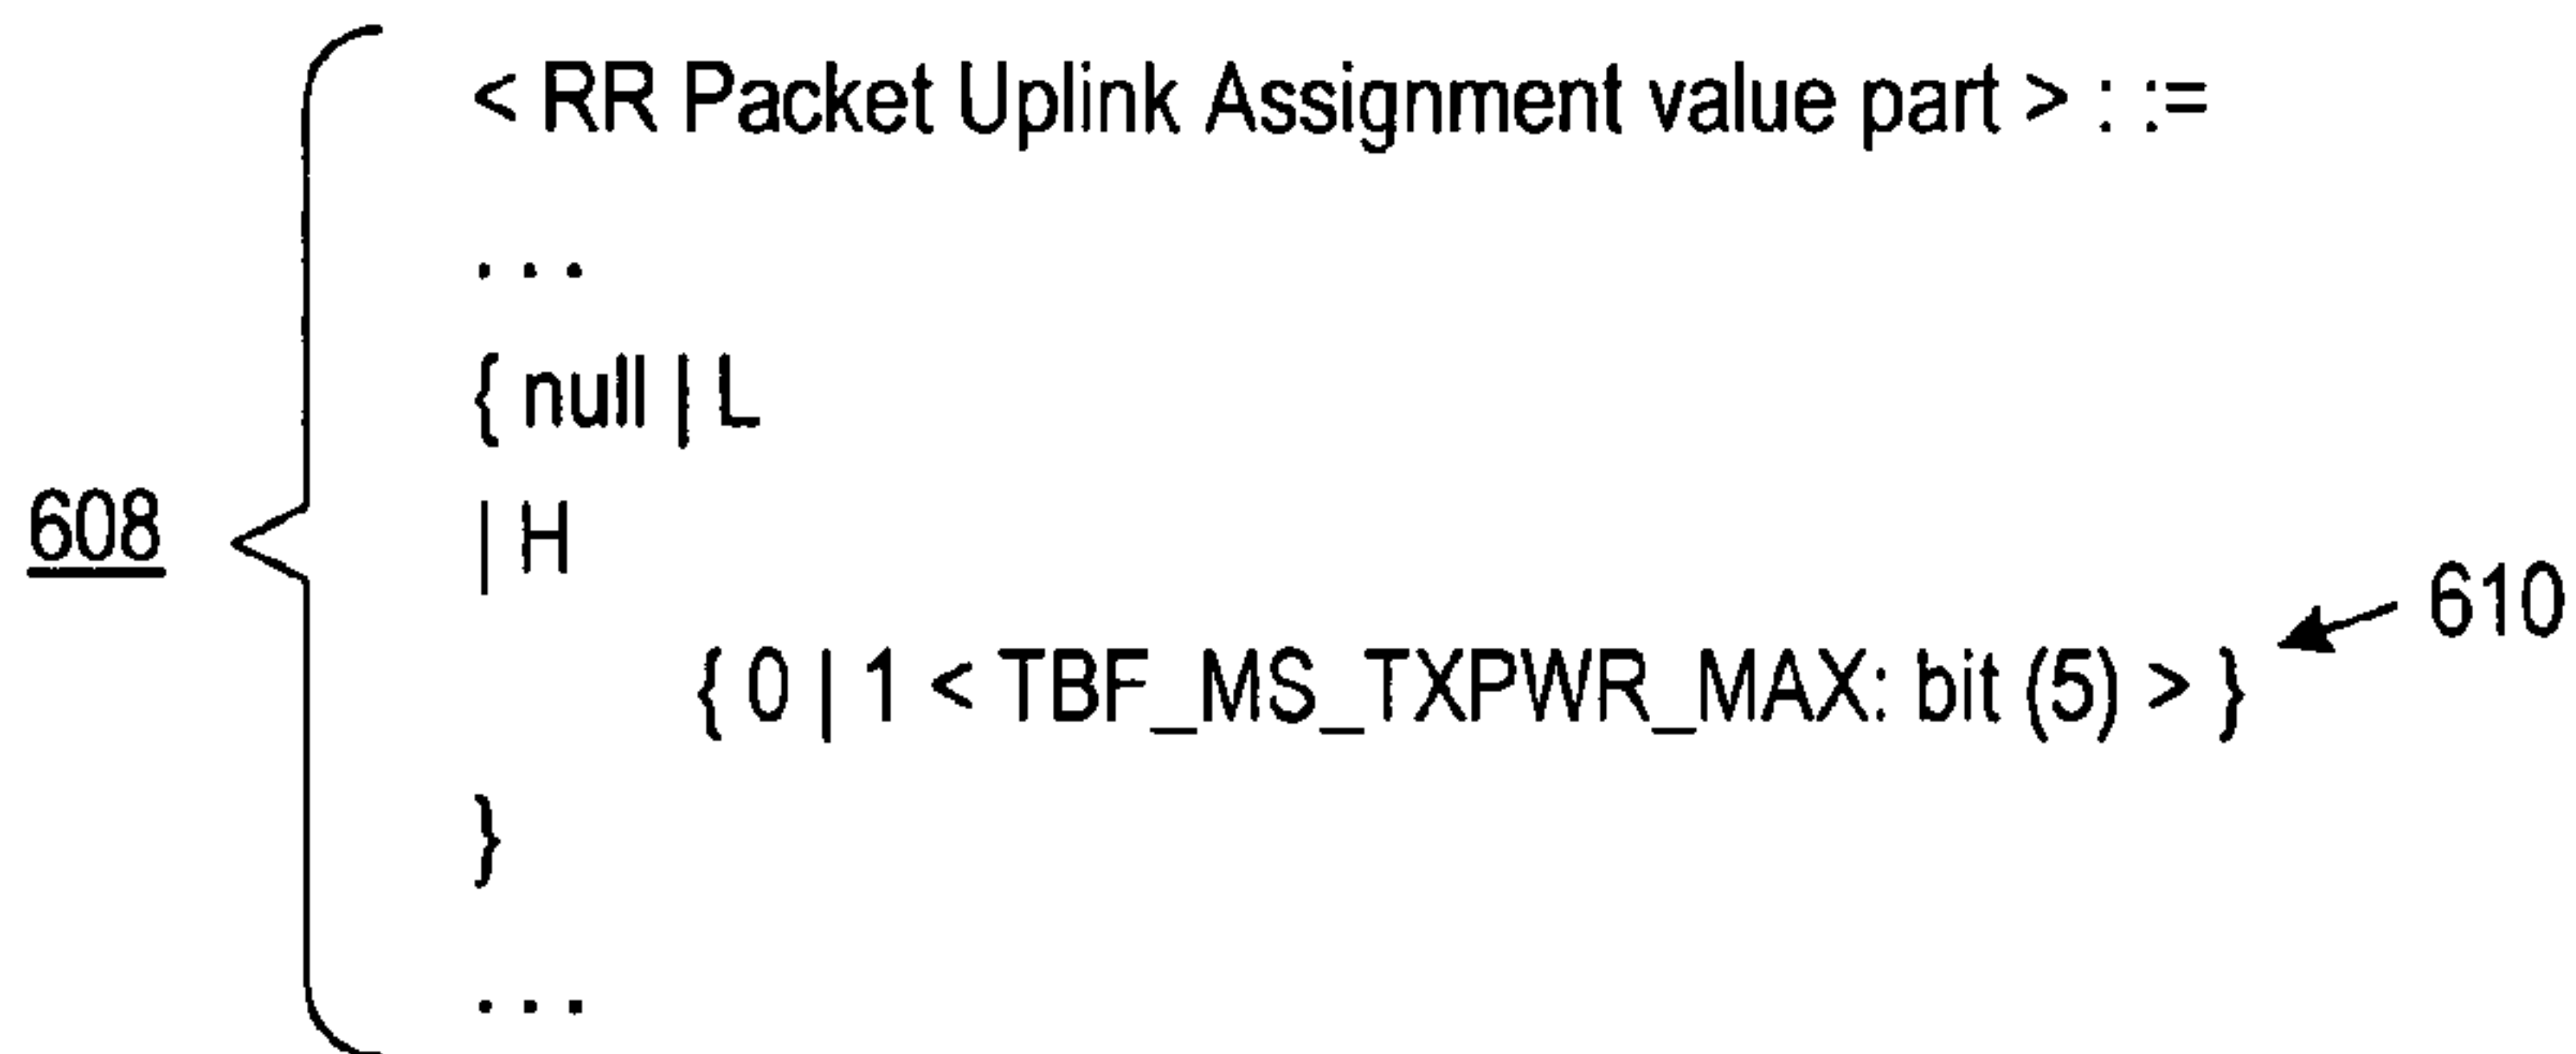 < RR Packet Uplink Assignment value part > : :=
. . .
{ null | L
| H
608
{ 0 | 1 < TBF_MS_TXPWR_MAX: bit (5) > }
610
}
. . .